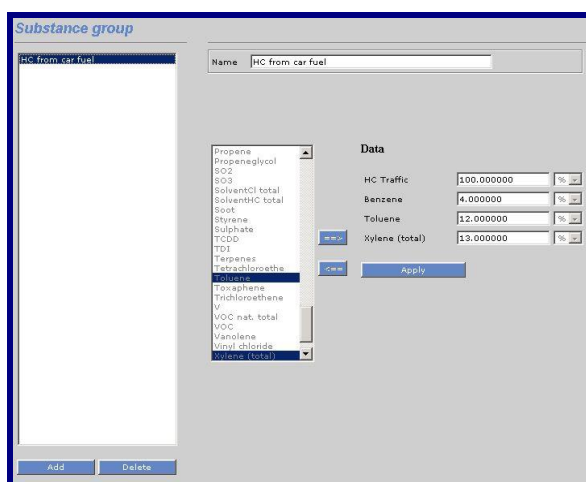 Substance group
HC from car fuel
Name HC from car fuel
Propene
Propeneglycol
SO2
SO3
SolventCl total
SolventHC total
Soot
Styrene
Sulphate
TCDD
TDI
Terpenes
Tetrachloroethe
Toluene
Toxaphene
Trichloroethene
V
VOC nat. total
VOC
Vanolene
Vinyl chloride
Xylene (total)
==>
<==
Data
HC Traffic 100.000000 %
Benzene 4.000000 %
Toluene 12.000000 %
Xylene (total) 13.000000 %
Apply
Add Delete